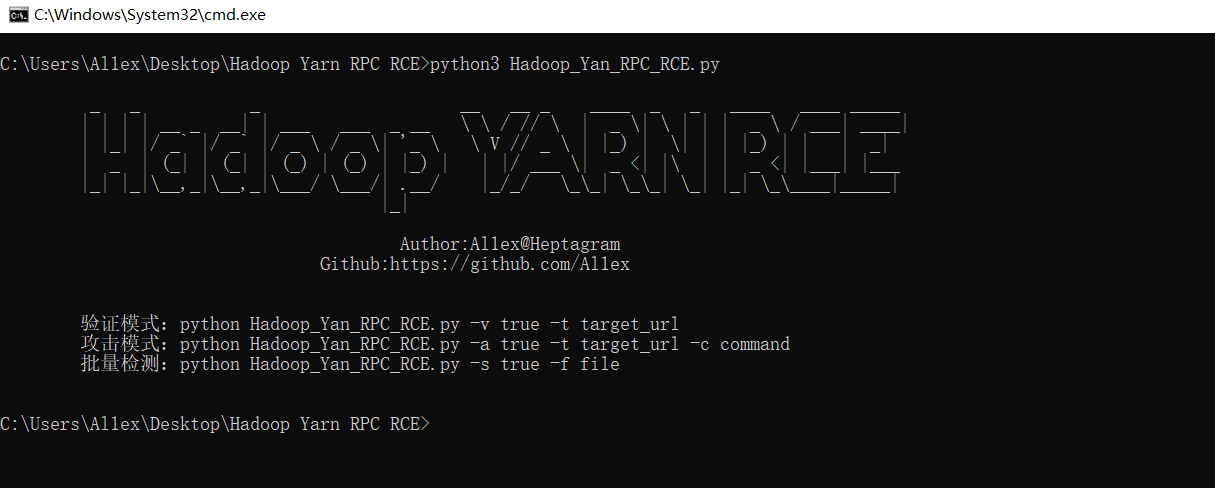 C:\Windows\System32\cmd.exe
C:\Users\Allex\Desktop\Hadoop Yarn RPC RCE>python3 Hadoop_Yan_RPC_RCE.py
Hadoop YARN RCE
Author:Allex@Heptagram
Github:https://github.com/Allex
验证模式：python Hadoop_Yan_RPC_RCE.py -v true -t target_url
攻击模式：python Hadoop_Yan_RPC_RCE.py -a true -t target_url -c command
批量检测：python Hadoop_Yan_RPC_RCE.py -s true -f file
C:\Users\Allex\Desktop\Hadoop Yarn RPC RCE>